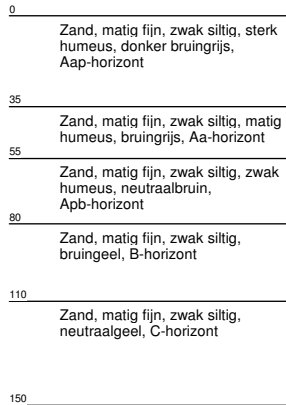 0
Zand, matig fijn, zwak siltig, sterk
humeus, donker bruingrijs,
Aap-horizont
35
Zand, matig fijn, zwak siltig, matig
humeus, bruingrijs, Aa-horizont
55
Zand, matig fijn, zwak siltig, zwak
humeus, neutraalbruin,
Apb-horizont
80
Zand, matig fijn, zwak siltig,
bruingeel, B-horizont
110
Zand, matig fijn, zwak siltig,
neutraalgeel, C-horizont
150